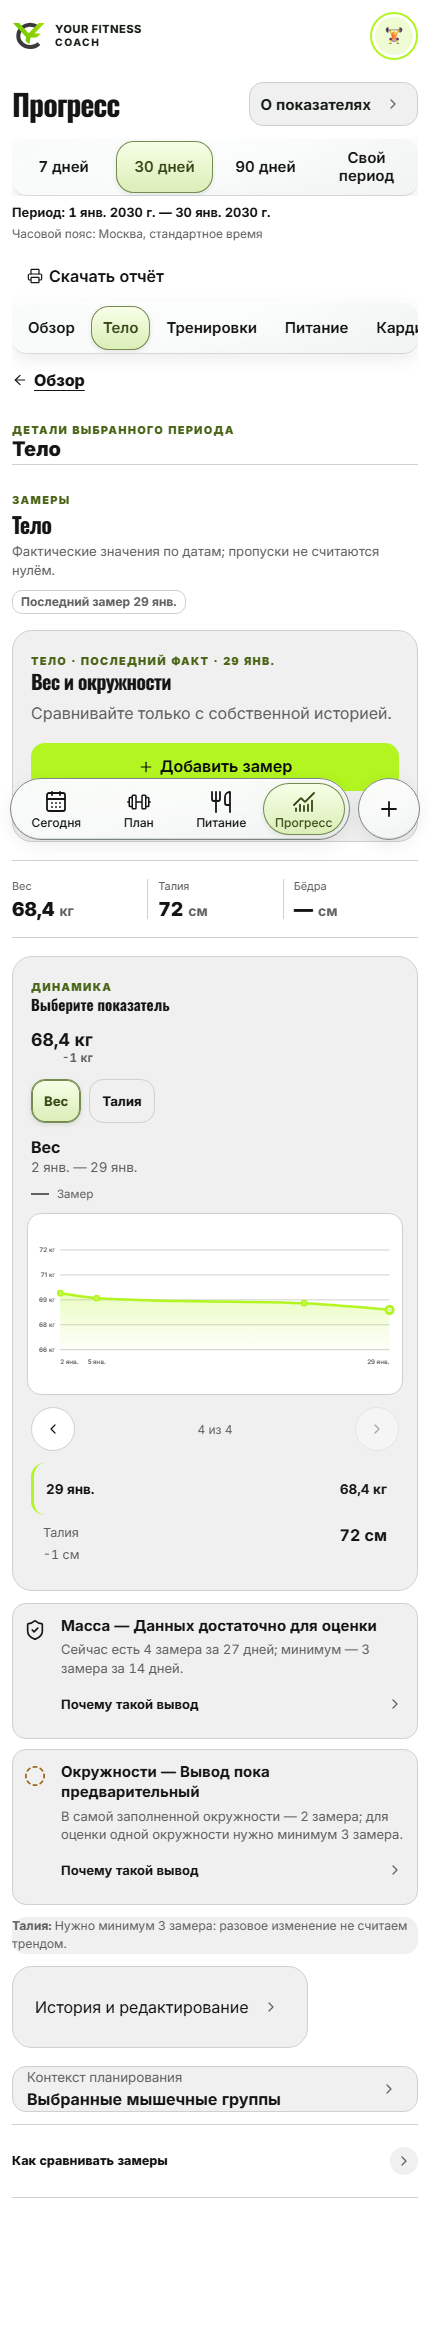 YOUR FITNESS
COACH
Прогресс
О показателях
7 дней
30 дней
90 дней
Свой
период
Период: 1 янв. 2030 г. — 30 янв. 2030 г.
Часовой пояс: Москва, стандартное время
Скачать отчёт
Обзор
Тело
Тренировки
Питание
Карди
Обзор
ДЕТАЛИ ВЫБРАННОГО ПЕРИОДА
Тело
ЗАМЕРЫ
Тело
Фактические значения по датам; пропуски не считаются
нулём.
Последний замер 29 янв.
ТЕЛО · ПОСЛЕДНИЙ ФАКТ · 29 ЯНВ.
Вес и окружности
Сравнивайте только с собственной историей.
+ Добавить замер
Сегодня
План
Питание
Прогресс
Вес
68,4 кг
Талия
72 см
Бёдра
— см
ДИНАМИКА
Выберите показатель
68,4 кг
-1 кг
Вес
Талия
Вес
2 янв. — 29 янв.
Замер
72 кг
71 кг
69 кг
68 кг
66 кг
2 янв.
5 янв.
29 янв.
4 из 4
29 янв.
68,4 кг
Талия
72 см
-1 см
Масса — Данных достаточно для оценки
Сейчас есть 4 замера за 27 дней; минимум — 3
замера за 14 дней.
Почему такой вывод
Окружности — Вывод пока
предварительный
В самой заполненной окружности — 2 замера; для
оценки одной окружности нужно минимум 3 замера.
Почему такой вывод
Талия: Нужно минимум 3 замера: разовое изменение не считаем
трендом.
История и редактирование
Контекст планирования
Выбранные мышечные группы
Как сравнивать замеры